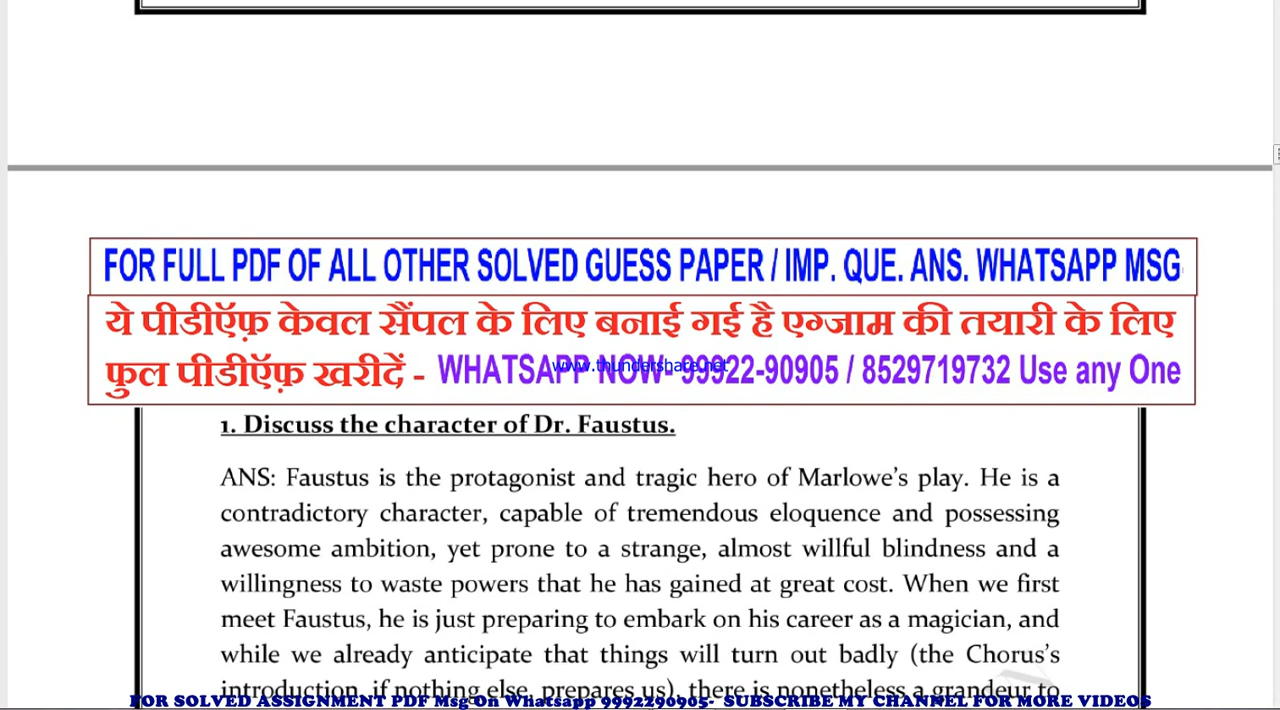 FOR FULL PDF OF ALL OTHER SOLVED GUESS PAPER / IMP. QUE. ANS. WHATSAPP MSG
ये पीडीऍफ़ केवल सैंपल के लिए बनाई गई है एग्जाम की तयारी के लिए
फुल पीडीऍफ़ खरीदें - WHATSAPP NOW- 99922-90905 / 8529719732 Use any One
www.thundershare.net
1. Discuss the character of Dr. Faustus.
ANS: Faustus is the protagonist and tragic hero of Marlowe's play. He is a
contradictory character, capable of tremendous eloquence and possessing
awesome ambition, yet prone to a strange, almost willful blindness and a
willingness to waste powers that he has gained at great cost. When we first
meet Faustus, he is just preparing to embark on his career as a magician, and
while we already anticipate that things will turn out badly (the Chorus's
introduction, if nothing else, prepares us), there is nonetheless a grandeur to
FOR SOLVED ASSIGNMENT PDF Msg On Whatsapp 9992290905- SUBSCRIBE MY CHANNEL FOR MORE VIDEOS